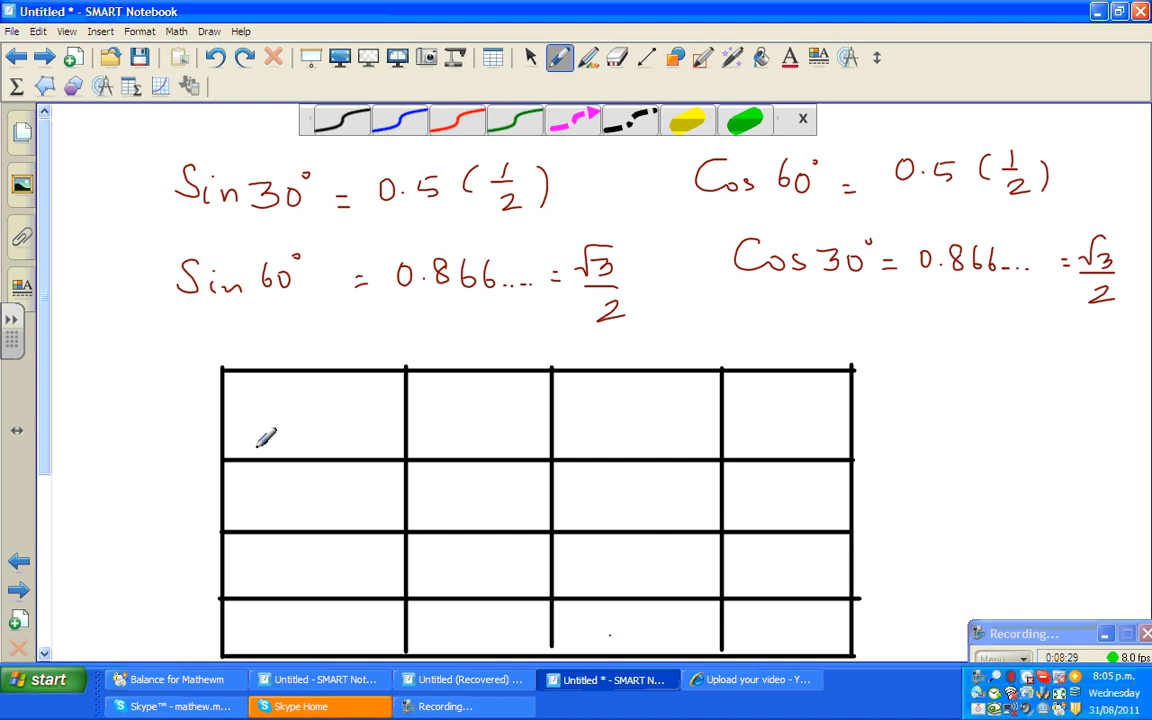 Untitled * - SMART Notebook
File Edit View Insert Format Math Draw Help
x
Sin 30° = 0.5 (1/2)
Cos 60° = 0.5 (1/2)
Sin 60° = 0.866.... = √3/2
Cos 30° = 0.866... = √3/2
Recording...
Menu
0:08:29
8.0 fps
start
Balance for Mathewm
Untitled - SMART Not...
Untitled (Recovered) ...
Untitled * - SMART N...
Upload your video - Y...
Skype™ - mathew.m...
Skype Home
Recording...
8:05 p.m.
Wednesday
31/08/2011